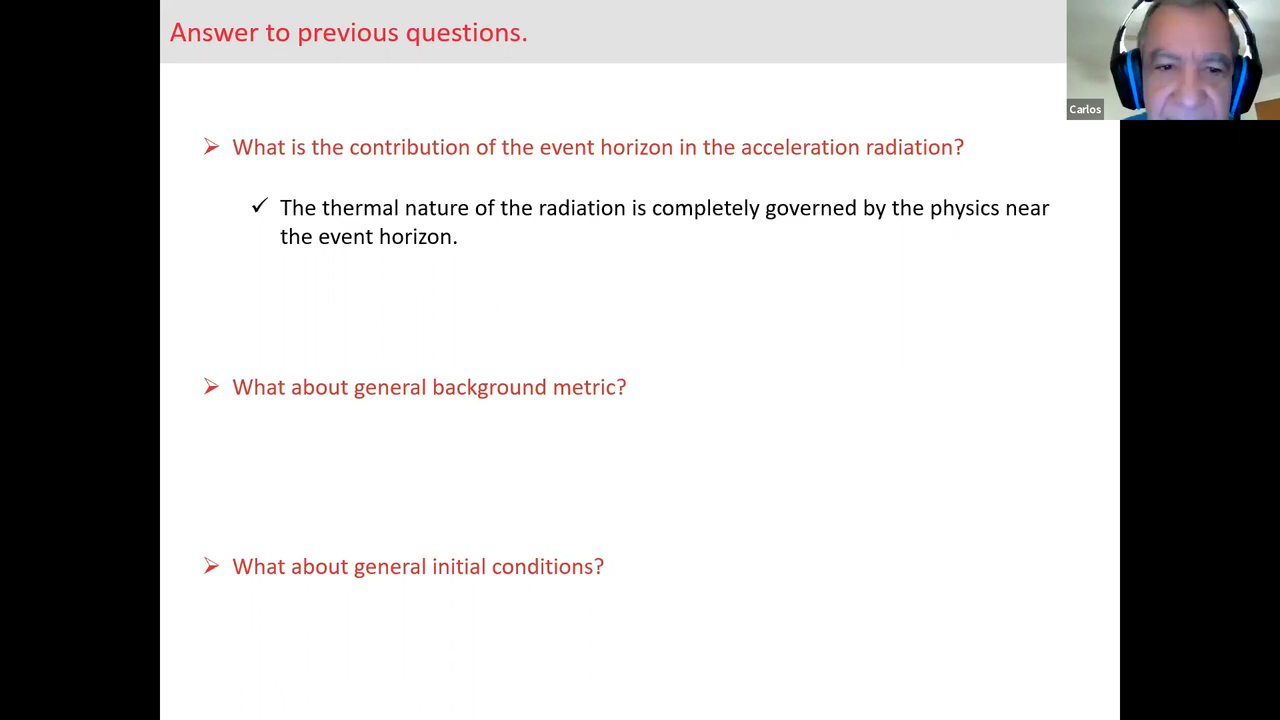 Answer to previous questions.
Carlos
What is the contribution of the event horizon in the acceleration radiation?
The thermal nature of the radiation is completely governed by the physics near
the event horizon.
What about general background metric?
What about general initial conditions?